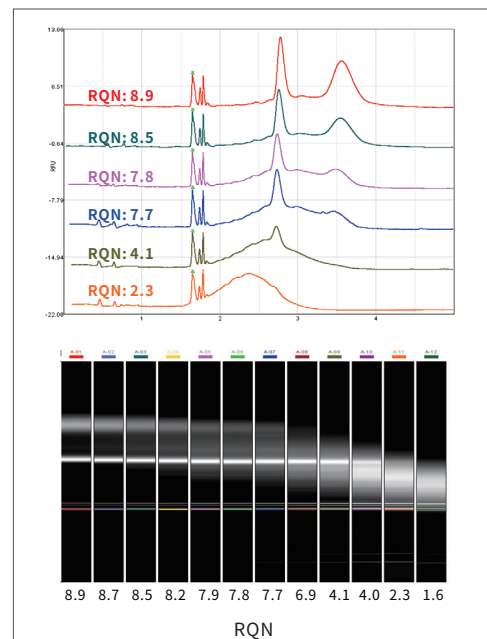 13.00
6.51
-0.64
RFU
-7.79
-14.94
-22.08
RQN: 8.9
RQN: 8.5
RQN: 7.8
RQN: 7.7
RQN: 4.1
RQN: 2.3
1 2 3 4
A-01 A-02 A-03 A-04 A-05 A-06 A-07 A-08 A-09 A-10 A-11 A-12
8.9 8.7 8.5 8.2 7.9 7.8 7.7 6.9 4.1 4.0 2.3 1.6
RQN